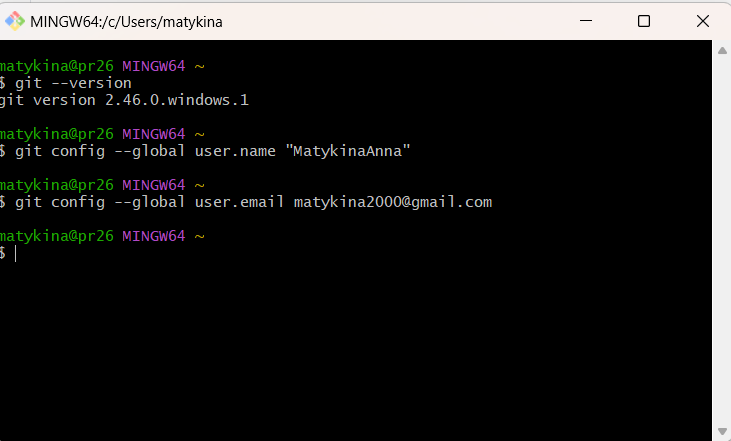 MINGW64:/c/Users/matykina
matykina@pr26 MINGW64 ~
$ git --version
git version 2.46.0.windows.1
matykina@pr26 MINGW64 ~
$ git config --global user.name "MatykinaAnna"
matykina@pr26 MINGW64 ~
$ git config --global user.email matykina2000@gmail.com
matykina@pr26 MINGW64 ~
$